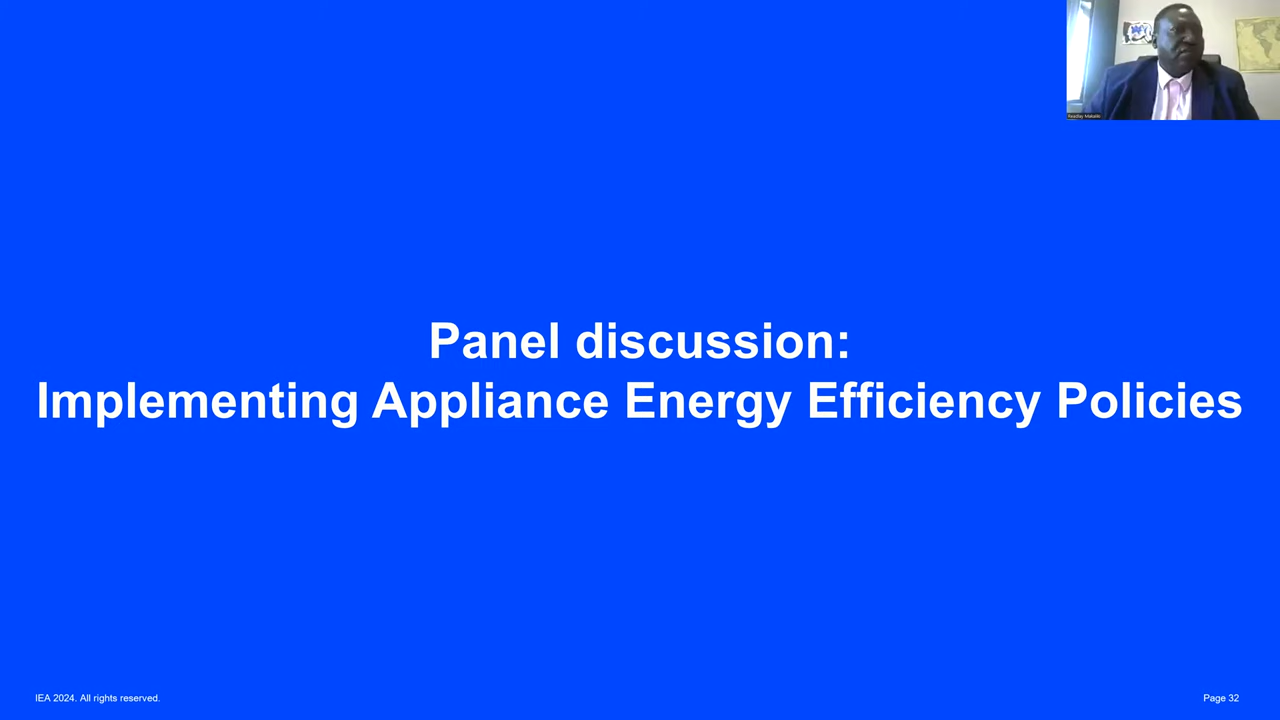 Panel discussion:
Implementing Appliance Energy Efficiency Policies
IEA 2024. All rights reserved.
Page 32